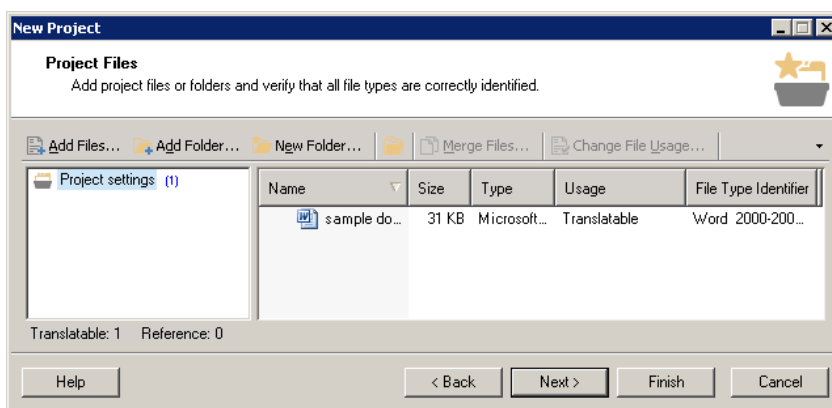 New Project
Project Files
Add project files or folders and verify that all file types are correctly identified.
Add Files... Add Folder... New Folder... Merge Files... Change File Usage...
Project settings (1)
Name Size Type Usage File Type Identifier
sample do... 31 KB Microsoft... Translatable Word 2000-200...
Translatable: 1 Reference: 0
Help < Back Next > Finish Cancel